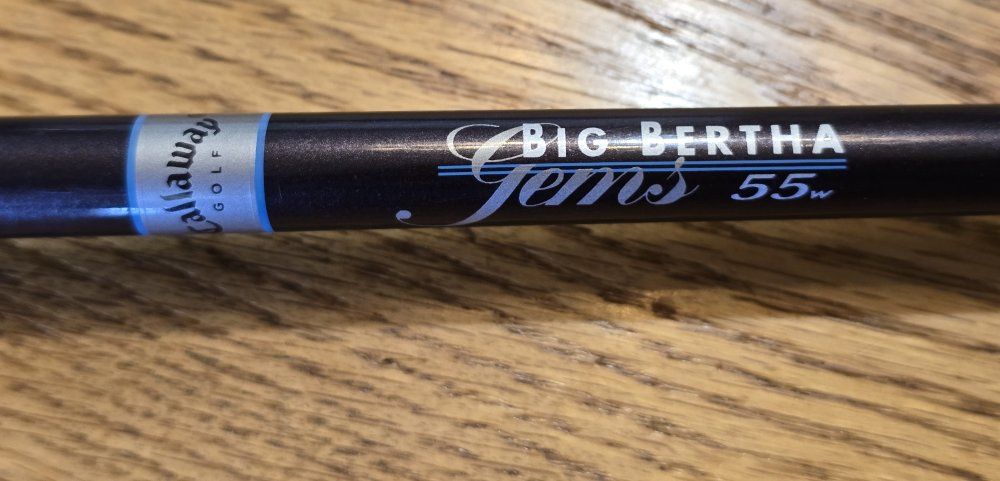 Callaway
GOLF
BIG BERTHA
Gems 55w